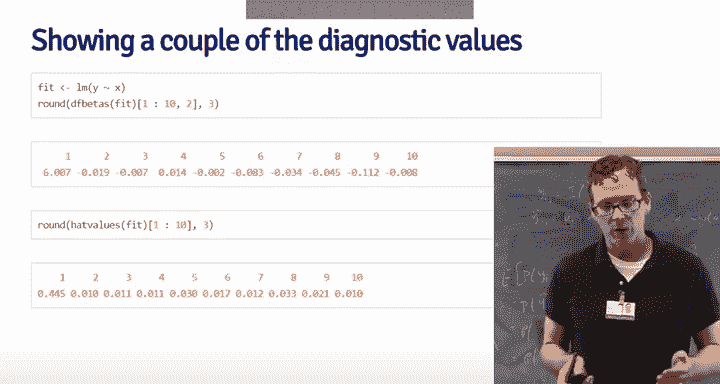 Showing a couple of the diagnostic values
fit <- lm(y ~ x)
round(dfbetas(fit)[1 : 10, 2], 3)
1 2 3 4 5 6 7 8 9 10
6.007 -0.019 -0.007 0.014 -0.002 -0.083 -0.034 -0.045 -0.112 -0.008
round(hatvalues(fit)[1 : 10], 3)
1 2 3 4 5 6 7 8 9 10
0.445 0.010 0.011 0.011 0.030 0.017 0.012 0.033 0.021 0.010